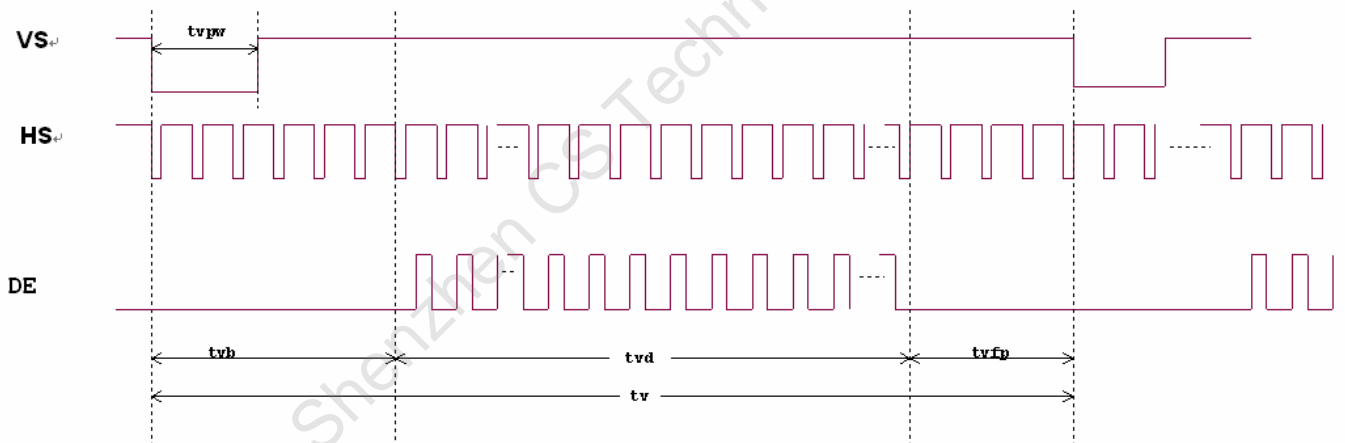 VS↵
tvpw
HS↵
DE
tvb
tvd
tvfp
tv
Shenzhen CS Techn